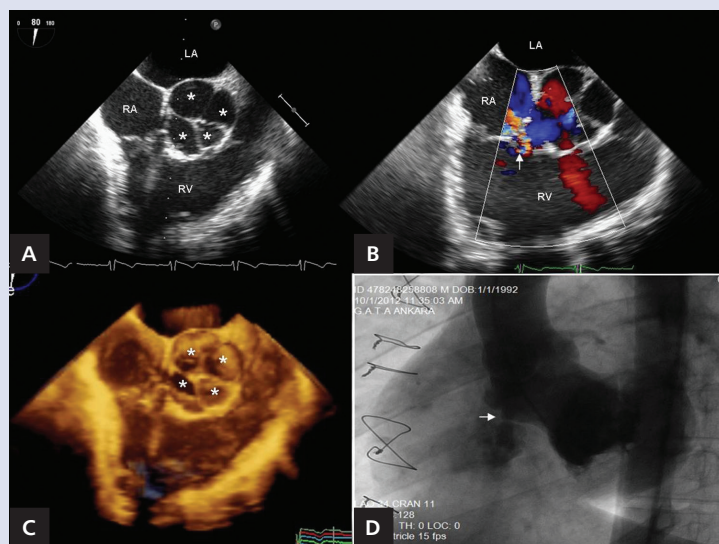 0 80 180
P
LA
RA
RV
A
LA
RA
RV
B
C
ID 478248258808 M DOB:1/1/1992
10/1/2012 11:35:03 AM
G.A T A ANKARA
CRAN 11
128
TH: 0 LOC: 0
tricle 15 fps
D